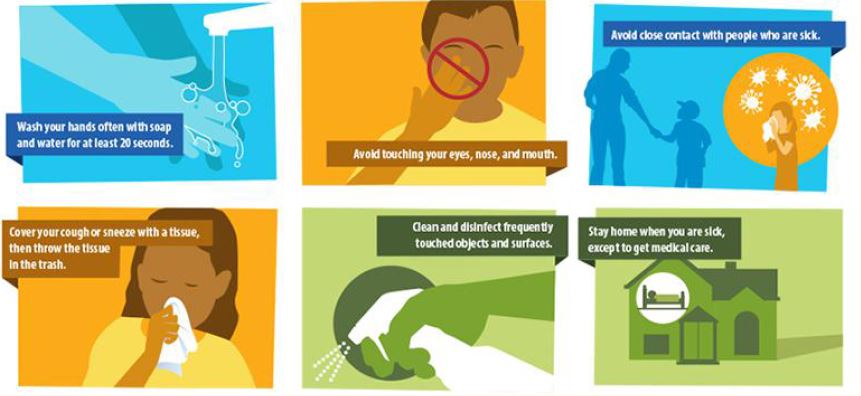 Wash your hands often with soap
and water for at least 20 seconds.
Avoid touching your eyes, nose, and mouth.
Avoid close contact with people who are sick.
Cover your cough or sneeze with a tissue,
then throw the tissue
in the trash.
Clean and disinfect frequently
touched objects and surfaces.
Stay home when you are sick,
except to get medical care.